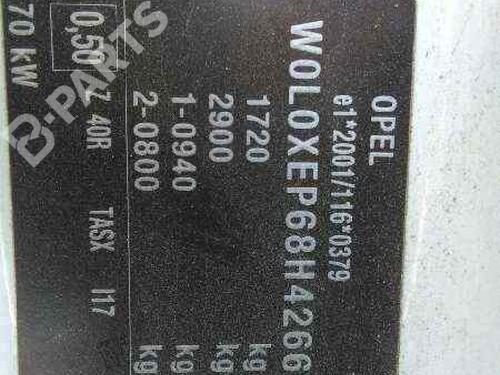 OPEL
e1*2001/116*0379
W0L0XEP68H4266
1720 kg
2900 kg
1-0940 kg
2-0800 kg
0,50 Z 40R TASX I17
70 kW
B-PARTS